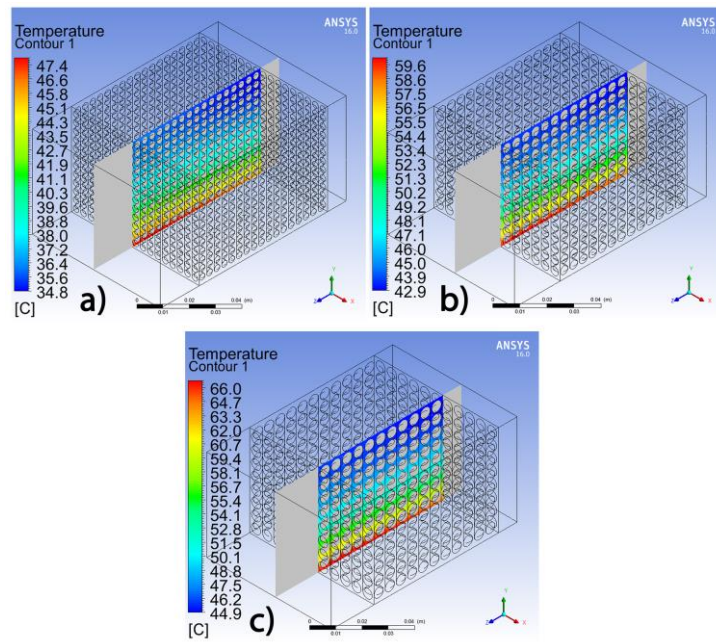 Temperature
Contour 1
ANSYS
16.0
47.4
46.6
45.8
45.1
44.3
43.5
42.7
41.9
41.1
40.3
39.6
38.8
38.0
37.2
36.4
35.6
34.8
[C]
a)
0 0.02 0.04 (m)
0.01 0.03
Y
Z X
Temperature
Contour 1
ANSYS
16.0
59.6
58.6
57.6
56.5
55.5
54.4
53.4
52.3
51.3
50.2
49.2
48.1
47.1
46.0
45.0
43.9
42.9
[C]
b)
0 0.02 0.04 (m)
0.01 0.03
Y
Z X
Temperature
Contour 1
ANSYS
16.0
66.0
64.7
63.3
62.0
60.7
59.4
58.1
56.7
55.4
54.1
52.8
51.5
50.1
48.8
47.5
46.2
44.9
[C]
c)
0 0.02 0.04 (m)
0.01 0.03
Y
Z X